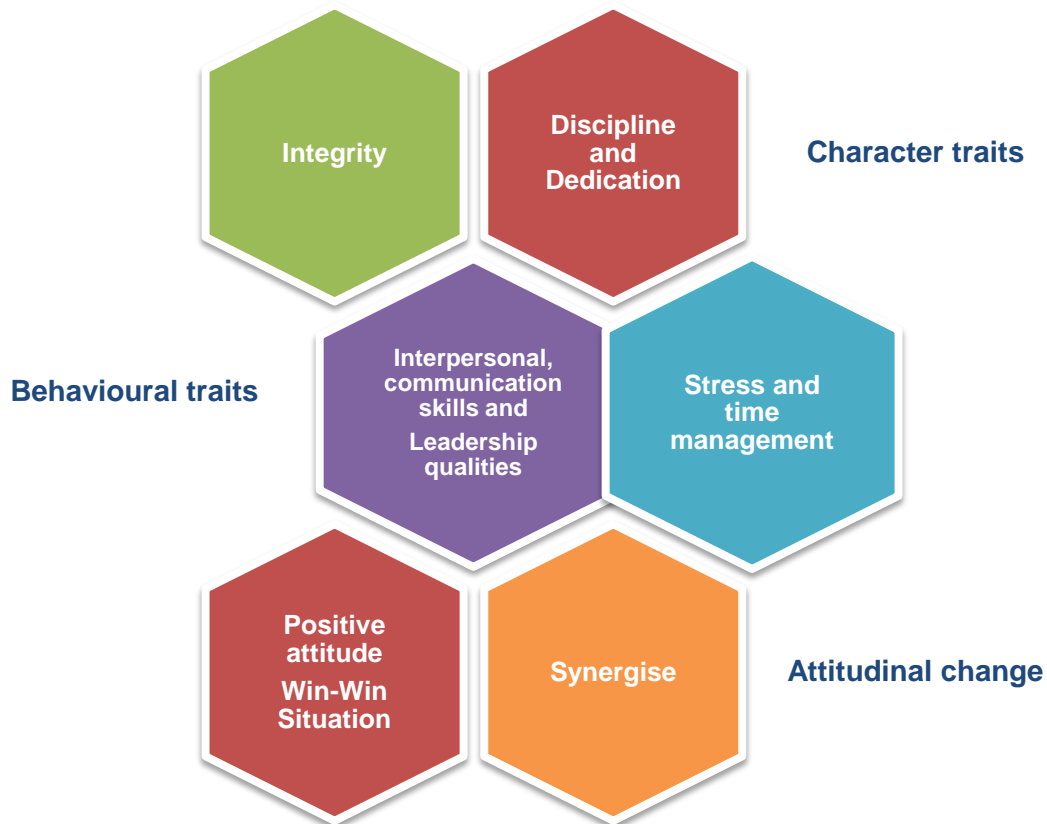 Integrity
Discipline
and
Dedication
Character traits
Behavioural traits
Interpersonal,
communication
skills and
Leadership
qualities
Stress and
time
management
Positive
attitude
Win-Win
Situation
Synergise
Attitudinal change